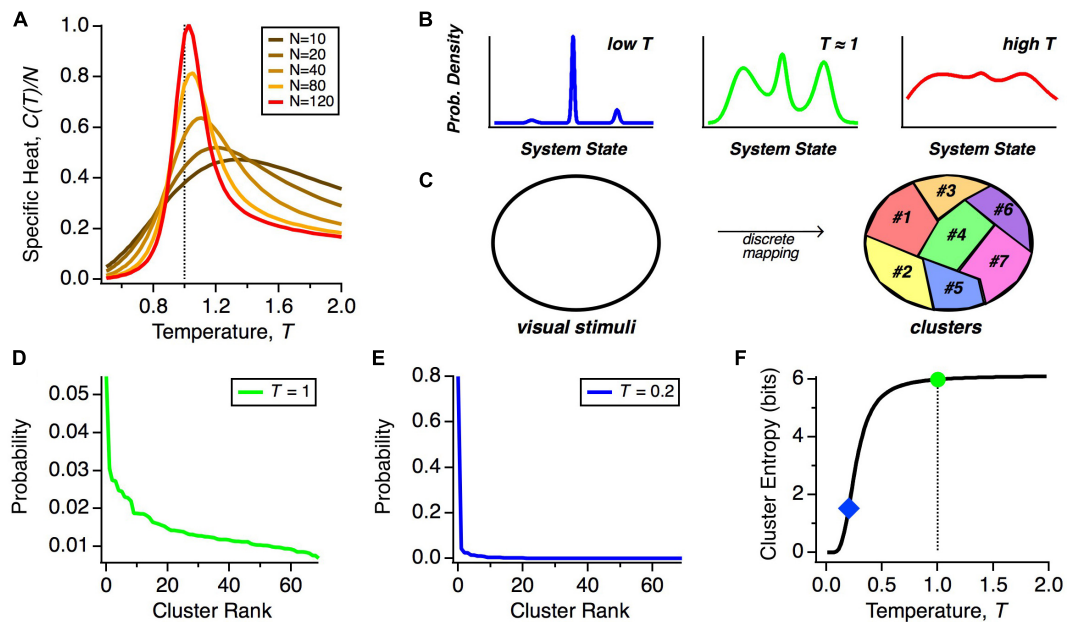 A
Specific Heat, C(T)/N
1.0
0.8
0.6
0.4
0.2
0.0
N=10
N=20
N=40
N=80
N=120
0.8
1.2
1.6
2.0
Temperature, T
B
Prob. Density
low T
System State
T ≈ 1
System State
high T
System State
C
visual stimuli
discrete
mapping
#1
#2
#3
#4
#5
#6
#7
clusters
D
Probability
0.05
0.04
0.03
0.02
0.01
T = 1
0
20
40
60
Cluster Rank
E
Probability
0.8
0.6
0.4
0.2
0.0
T = 0.2
0
20
40
60
Cluster Rank
F
Cluster Entropy (bits)
6
4
2
0
0.0
0.5
1.0
1.5
2.0
Temperature, T